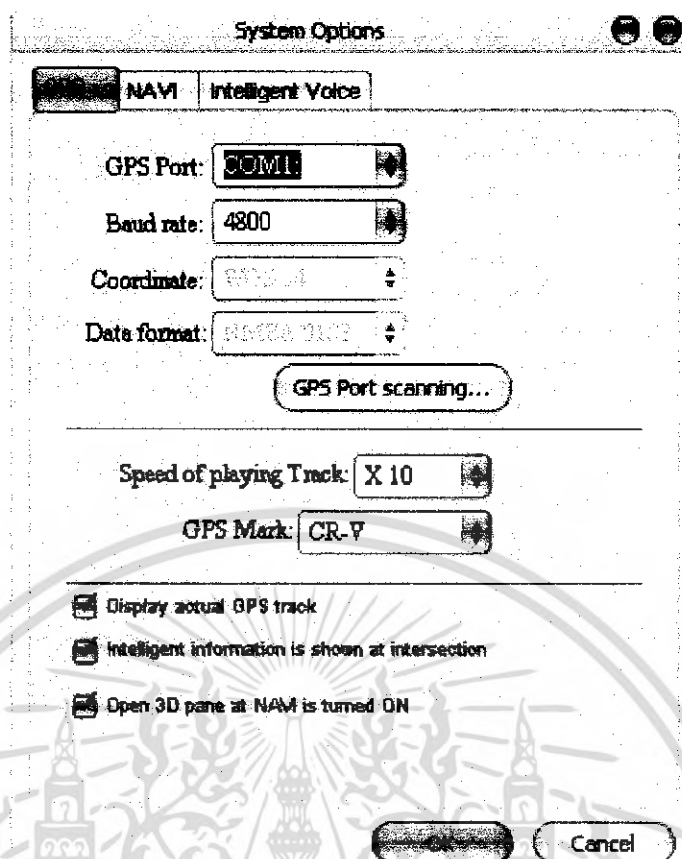 System Options
NAVI Intelligent Voice
GPS Port: COM1:
Baud rate: 4800
Coordinate:
Data format: NMEA
GPS Port scanning...
Speed of playing Track: X 10
GPS Mark: CR-V
Display actual GPS track
Intelligent information is shown at intersection
Open 3D pane at NAVI is turned ON
OK Cancel